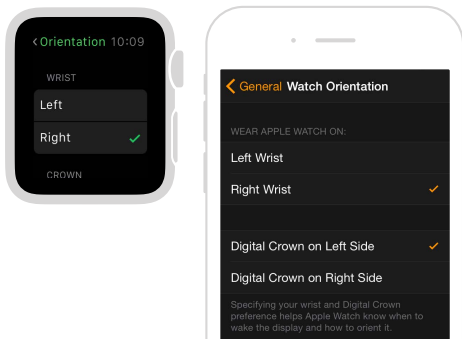 <Orientation 10:09
WRIST
Left
Right
CROWN
General Watch Orientation
WEAR APPLE WATCH ON:
Left Wrist
Right Wrist
Digital Crown on Left Side
Digital Crown on Right Side
Specifying your wrist and Digital Crown
preference helps Apple Watch know when to
wake the display and how to orient it.